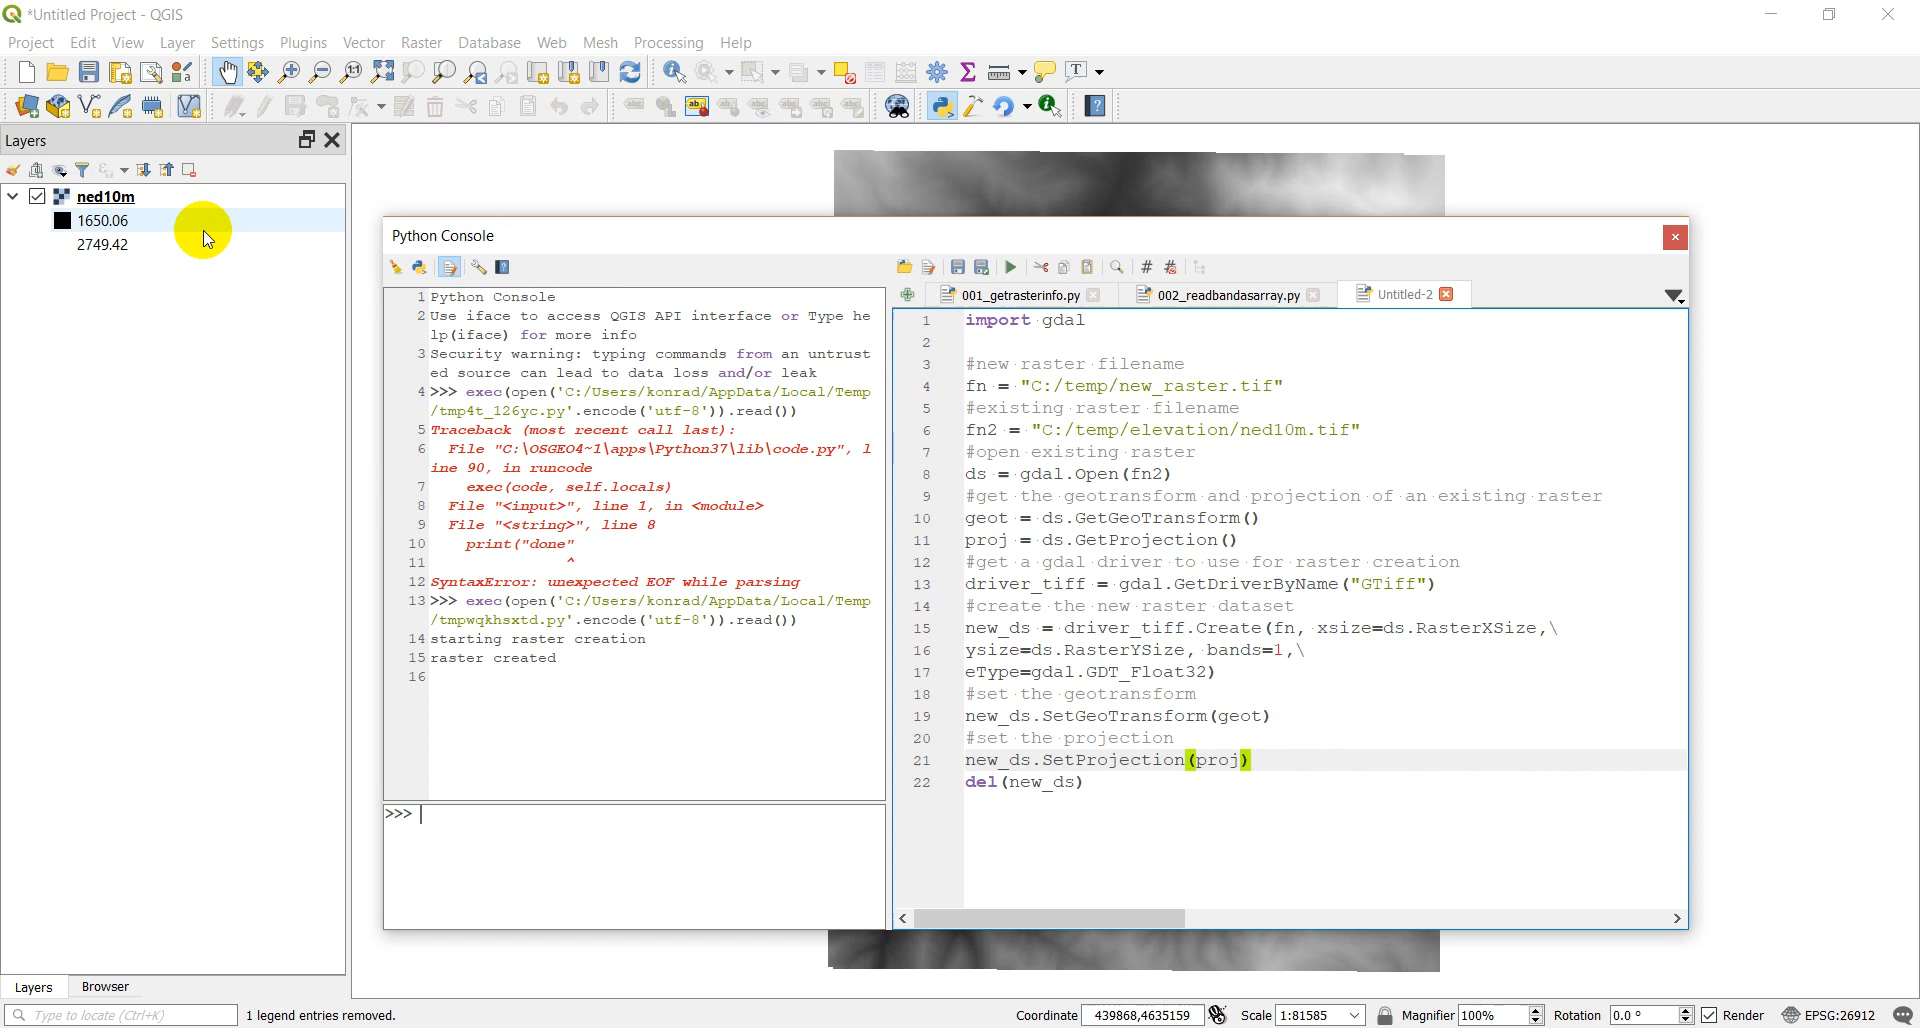 *Untitled Project - QGIS
Project Edit View Layer Settings Plugins Vector Raster Database Web Mesh Processing Help
Layers
ned10m
1650.06
2749.42
Python Console
001_getrasterinfo.py 002_readbandasarray.py Untitled-2
1 Python Console
2 Use iface to access QGIS API interface or Type he
lp(iface) for more info
3 Security warning: typing commands from an untrust
ed source can lead to data loss and/or leak
4 >>> exec(open('C:/Users/konrad/AppData/Local/Temp
/tmp4t_126yc.py'.encode('utf-8')).read())
5 Traceback (most recent call last):
6 File "C:\OSGEO4~1\apps\Python37\lib\code.py", l
ine 90, in runcode
7 exec(code, self.locals)
8 File "<input>", line 1, in <module>
9 File "<string>", line 8
10 print("done"
11 ^
12 SyntaxError: unexpected EOF while parsing
13 >>> exec(open('C:/Users/konrad/AppData/Local/Temp
/tmpwqkhsxtd.py'.encode('utf-8')).read())
14 starting raster creation
15 raster created
16
>>>
1 import gdal
2
3 #new raster filename
4 fn = "C:/temp/new_raster.tif"
5 #existing raster filename
6 fn2 = "C:/temp/elevation/ned10m.tif"
7 #open existing raster
8 ds = gdal.Open(fn2)
9 #get the geotransform and projection of an existing raster
10 geot = ds.GetGeoTransform()
11 proj = ds.GetProjection()
12 #get a gdal driver to use for raster creation
13 driver_tiff = gdal.GetDriverByName("GTiff")
14 #create the new raster dataset
15 new_ds = driver_tiff.Create(fn, xsize=ds.RasterXSize,\
16 ysize=ds.RasterYSize, bands=1,\
17 eType=gdal.GDT_Float32)
18 #set the geotransform
19 new_ds.SetGeoTransform(geot)
20 #set the projection
21 new_ds.SetProjection(proj)
22 del(new_ds)
Layers Browser
Type to locate (Ctrl+K) 1 legend entries removed. Coordinate 439868,4635159 Scale 1:81585 Magnifier 100% Rotation 0.0 ° Render EPSG:26912